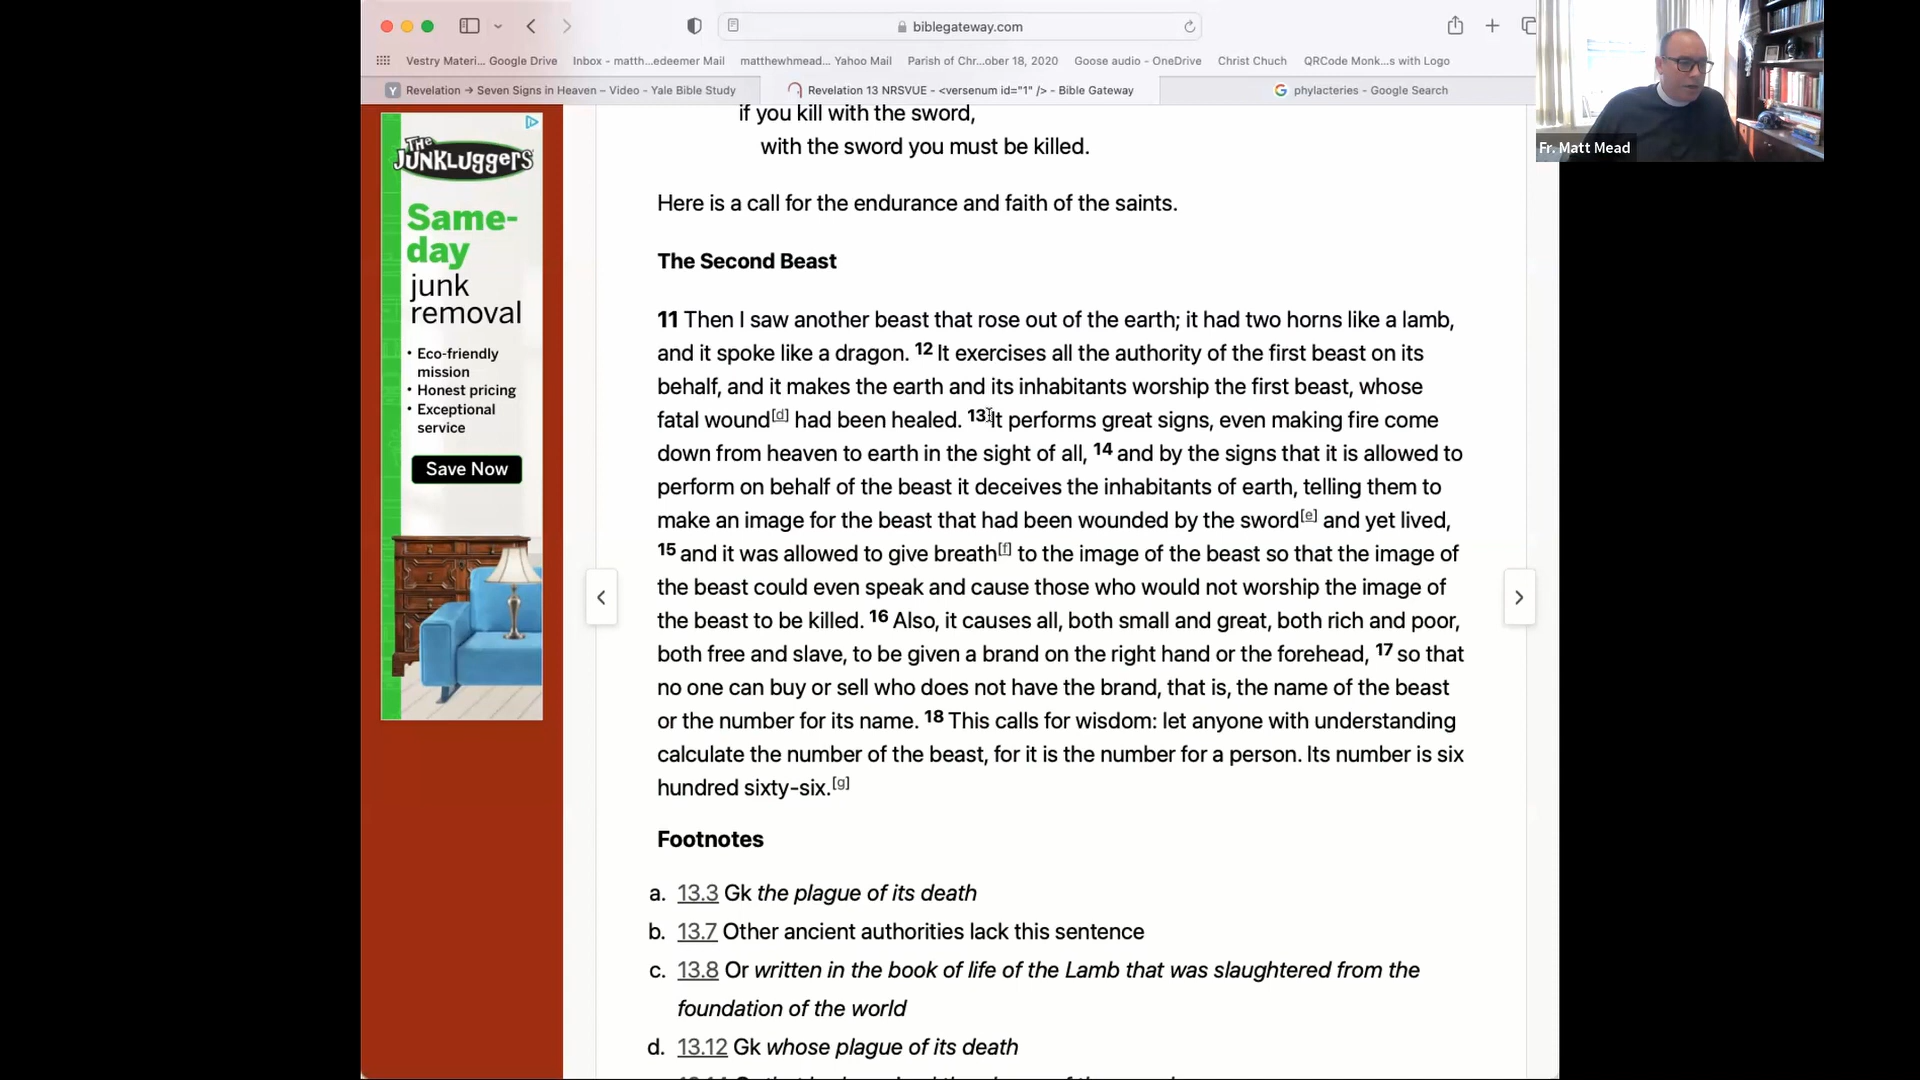 biblegateway.com
Vestry Materi... Google Drive
Inbox - matth...edeemer Mail
matthewhmead... Yahoo Mail
Parish of Chr...ober 18, 2020
Goose audio - OneDrive
Christ Chuch
QRCode Monk...s with Logo
Y Revelation → Seven Signs in Heaven – Video - Yale Bible Study
Revelation 13 NRSVUE - <versenum id="1" /> - Bible Gateway
phylacteries - Google Search
Fr. Matt Mead
THE
JUNKLUGGERS
Same-
day
junk
removal
• Eco-friendly
mission
• Honest pricing
• Exceptional
service
Save Now
if you kill with the sword,
with the sword you must be killed.
Here is a call for the endurance and faith of the saints.
The Second Beast
11 Then I saw another beast that rose out of the earth; it had two horns like a lamb,
and it spoke like a dragon. 12 It exercises all the authority of the first beast on its
behalf, and it makes the earth and its inhabitants worship the first beast, whose
fatal wound[d] had been healed. 13 It performs great signs, even making fire come
down from heaven to earth in the sight of all, 14 and by the signs that it is allowed to
perform on behalf of the beast it deceives the inhabitants of earth, telling them to
make an image for the beast that had been wounded by the sword[e] and yet lived,
15 and it was allowed to give breath[f] to the image of the beast so that the image of
the beast could even speak and cause those who would not worship the image of
the beast to be killed. 16 Also, it causes all, both small and great, both rich and poor,
both free and slave, to be given a brand on the right hand or the forehead, 17 so that
no one can buy or sell who does not have the brand, that is, the name of the beast
or the number for its name. 18 This calls for wisdom: let anyone with understanding
calculate the number of the beast, for it is the number for a person. Its number is six
hundred sixty-six.[g]
Footnotes
a. 13.3 Gk the plague of its death
b. 13.7 Other ancient authorities lack this sentence
c. 13.8 Or written in the book of life of the Lamb that was slaughtered from the
foundation of the world
d. 13.12 Gk whose plague of its death